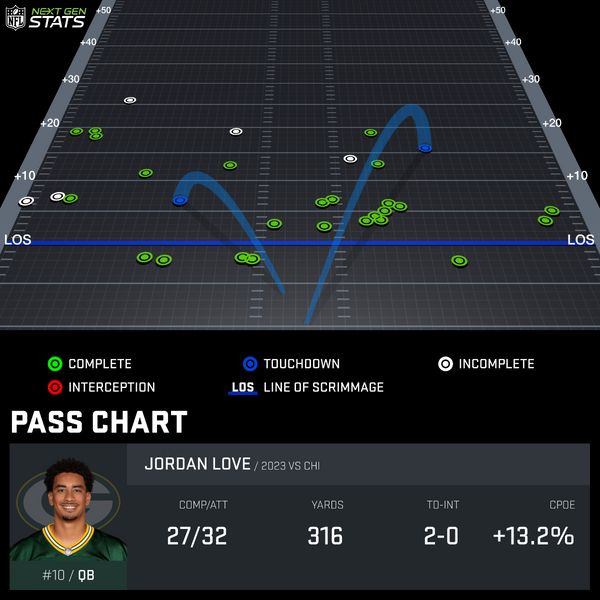 NFL NEXT GEN STATS
+50 +50
+40 +40
+30 +30
+20 +20
+10 +10
LOS LOS
COMPLETE TOUCHDOWN INCOMPLETE
INTERCEPTION LOS LINE OF SCRIMMAGE
PASS CHART
JORDAN LOVE / 2023 VS CHI
COMP/ATT YARDS TD-INT CPOE
27/32 316 2-0 +13.2%
#10 / QB